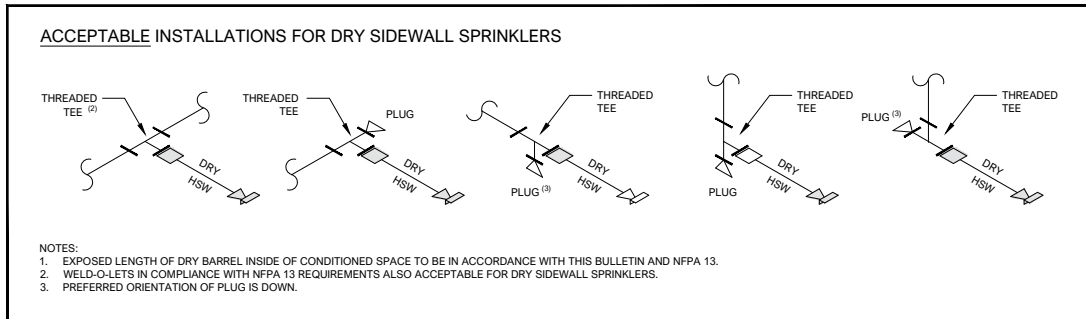 ACCEPTABLE INSTALLATIONS FOR DRY SIDEWALL SPRINKLERS
THREADED
TEE (2)
DRY
HSW
THREADED
TEE
PLUG
DRY
HSW
THREADED
TEE
PLUG (3)
DRY
HSW
THREADED
TEE
PLUG
DRY
HSW
THREADED
TEE
PLUG (3)
DRY
HSW
NOTES:
1. EXPOSED LENGTH OF DRY BARREL INSIDE OF CONDITIONED SPACE TO BE IN ACCORDANCE WITH THIS BULLETIN AND NFPA 13.
2. WELD-O-LETS IN COMPLIANCE WITH NFPA 13 REQUIREMENTS ALSO ACCEPTABLE FOR DRY SIDEWALL SPRINKLERS.
3. PREFERRED ORIENTATION OF PLUG IS DOWN.